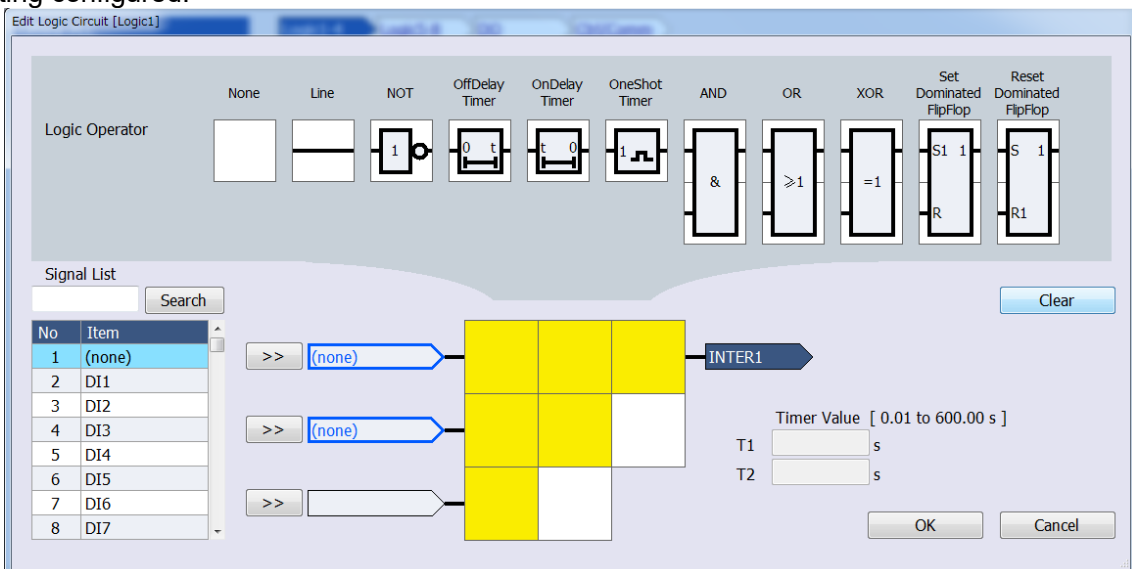 ting configured.
Edit Logic Circuit [Logic1]
None Line NOT OffDelay Timer OnDelay Timer OneShot Timer AND OR XOR Set Dominated FlipFlop Reset Dominated FlipFlop
Logic Operator
1 0 t t 0 1 & ≥1 =1 S1 1 R S 1 R1
Signal List
Search
Clear
No Item
1 (none)
2 DI1
3 DI2
4 DI3
5 DI4
6 DI5
7 DI6
8 DI7
>> (none)
INTER1
>> (none)
>>
Timer Value [ 0.01 to 600.00 s ]
T1 s
T2 s
OK Cancel